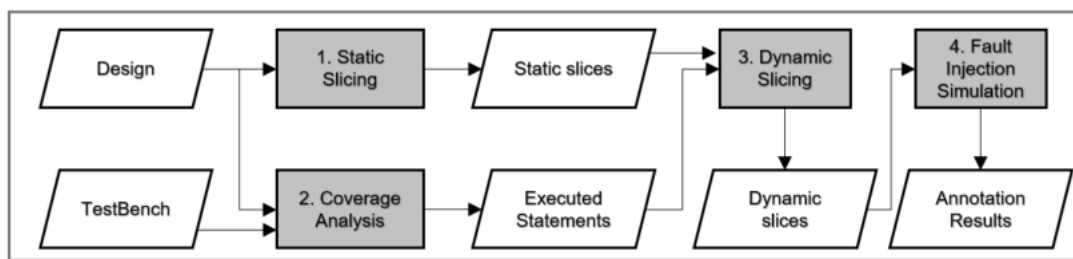 Design
1. Static
Slicing
Static slices
3. Dynamic
Slicing
4. Fault
Injection
Simulation
TestBench
2. Coverage
Analysis
Executed
Statements
Dynamic
slices
Annotation
Results